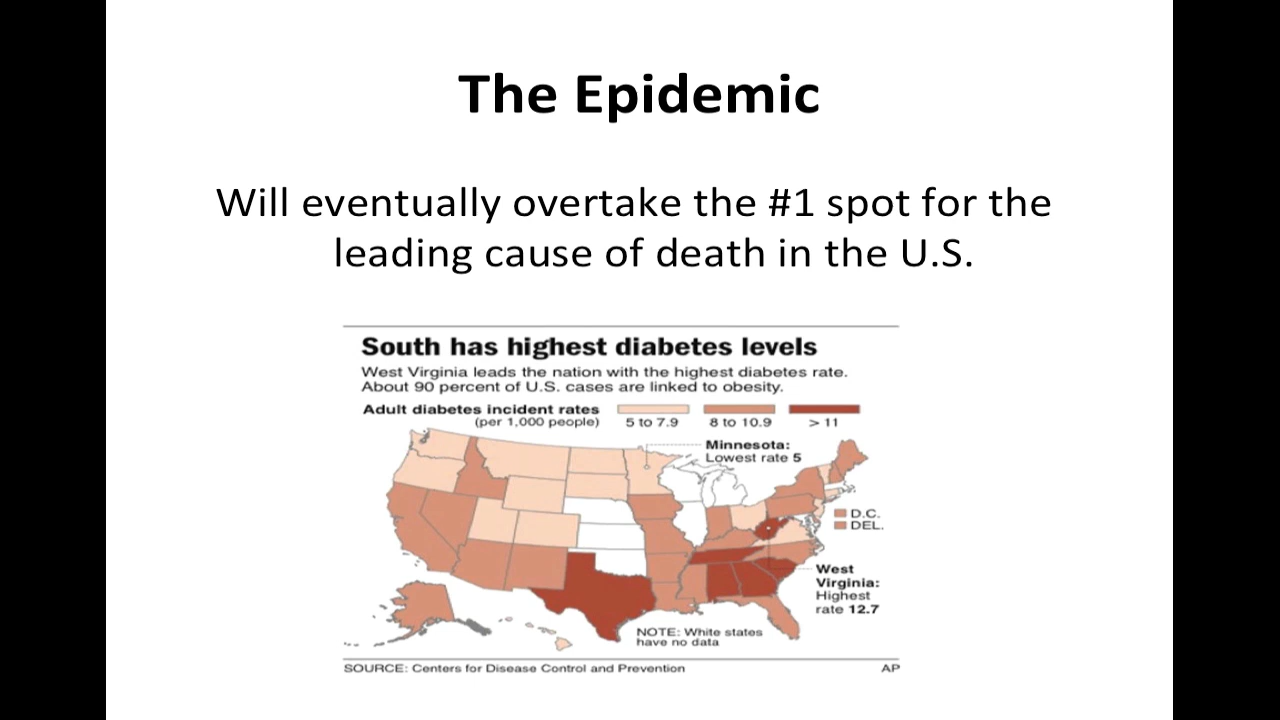 The Epidemic
Will eventually overtake the #1 spot for the
leading cause of death in the U.S.
South has highest diabetes levels
West Virginia leads the nation with the highest diabetes rate.
About 90 percent of U.S. cases are linked to obesity.
Adult diabetes incident rates
(per 1,000 people)
5 to 7.9
8 to 10.9
> 11
Minnesota:
Lowest rate 5
D.C.
DEL.
West
Virginia:
Highest
rate 12.7
NOTE: White states
have no data
SOURCE: Centers for Disease Control and Prevention
AP